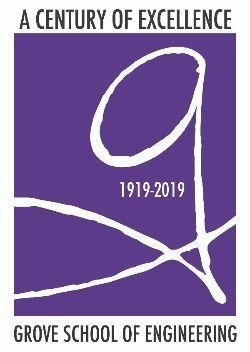 A CENTURY OF EXCELLENCE
1919-2019
GROVE SCHOOL OF ENGINEERING